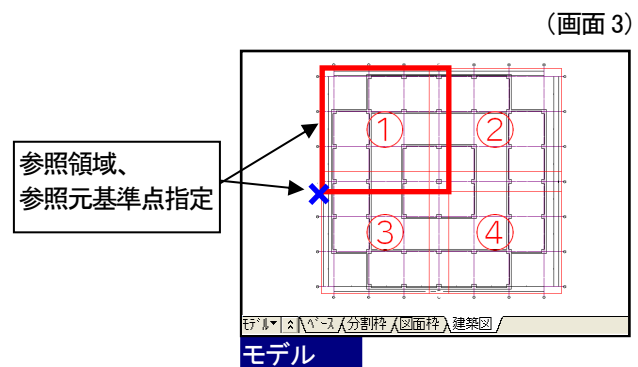 （画面 3）
① ②
参照領域、
参照元基準点指定
③ ④
ﾓﾃﾞﾙ ﾍﾞｰｽ 分割枠 図面枠 建築図
モデル